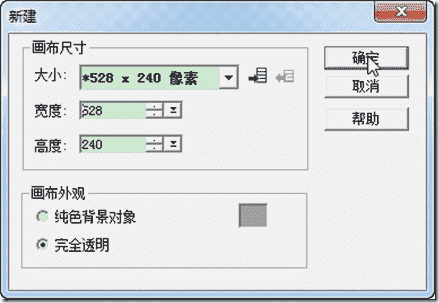 新建
画布尺寸
大小: *528 x 240 像素
宽度: 528
高度: 240
画布外观
纯色背景对象
完全透明
确定
取消
帮助